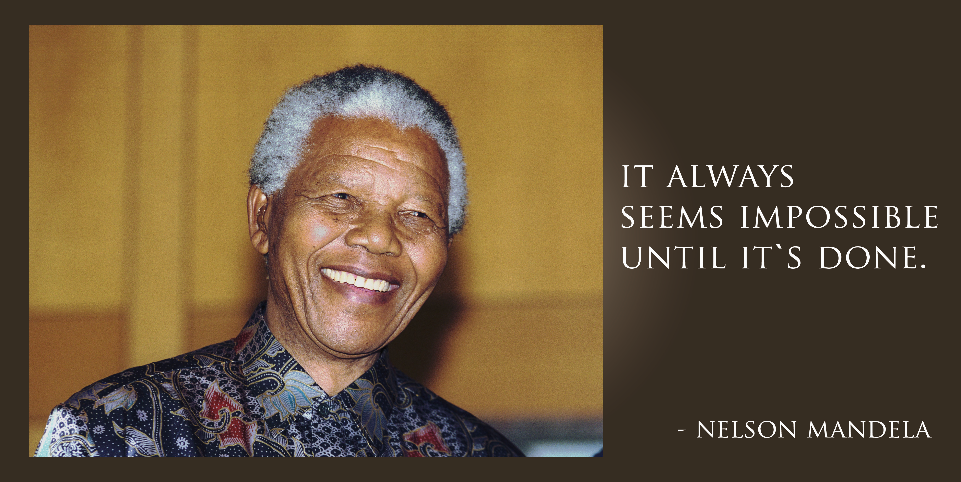 IT ALWAYS
SEEMS IMPOSSIBLE
UNTIL IT`S DONE.
- NELSON MANDELA